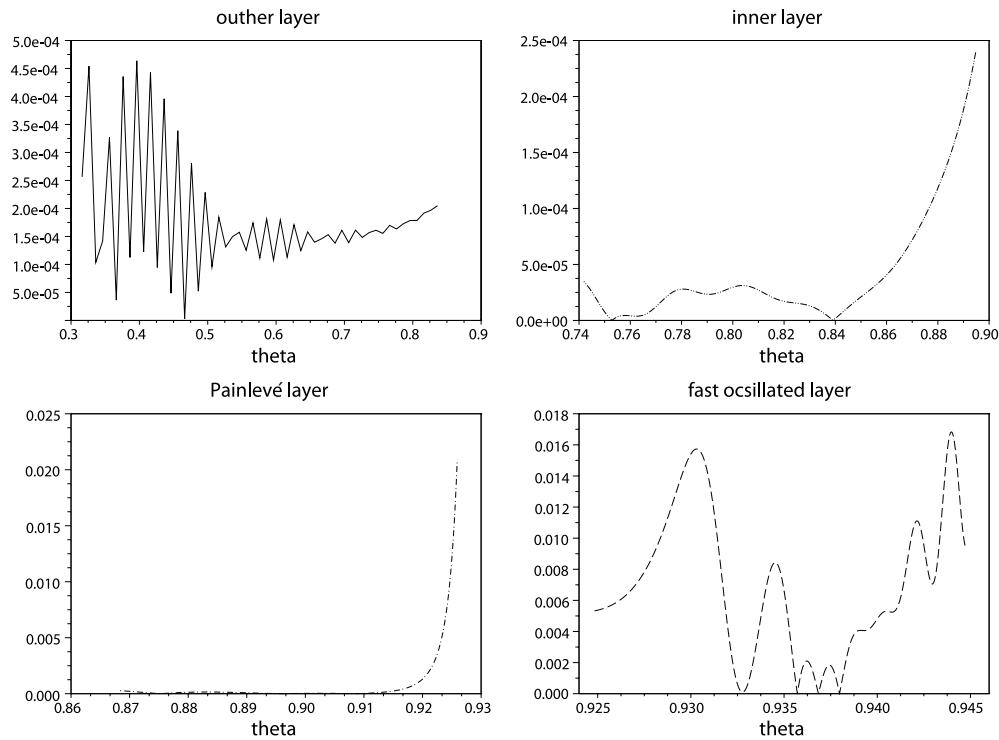 outher layer
5.0e-04
4.5e-04
4.0e-04
3.5e-04
3.0e-04
2.5e-04
2.0e-04
1.5e-04
1.0e-04
5.0e-05
0.3 0.4 0.5 0.6 0.7 0.8 0.9
theta
inner layer
2.5e-04
2.0e-04
1.5e-04
1.0e-04
5.0e-05
0.0e+00
0.74 0.76 0.78 0.80 0.82 0.84 0.86 0.88 0.90
theta
Painlevé layer
0.025
0.020
0.015
0.010
0.005
0.000
0.86 0.87 0.88 0.89 0.90 0.91 0.92 0.93
theta
fast ocsillated layer
0.018
0.016
0.014
0.012
0.010
0.008
0.006
0.004
0.002
0.000
0.925 0.930 0.935 0.940 0.945
theta